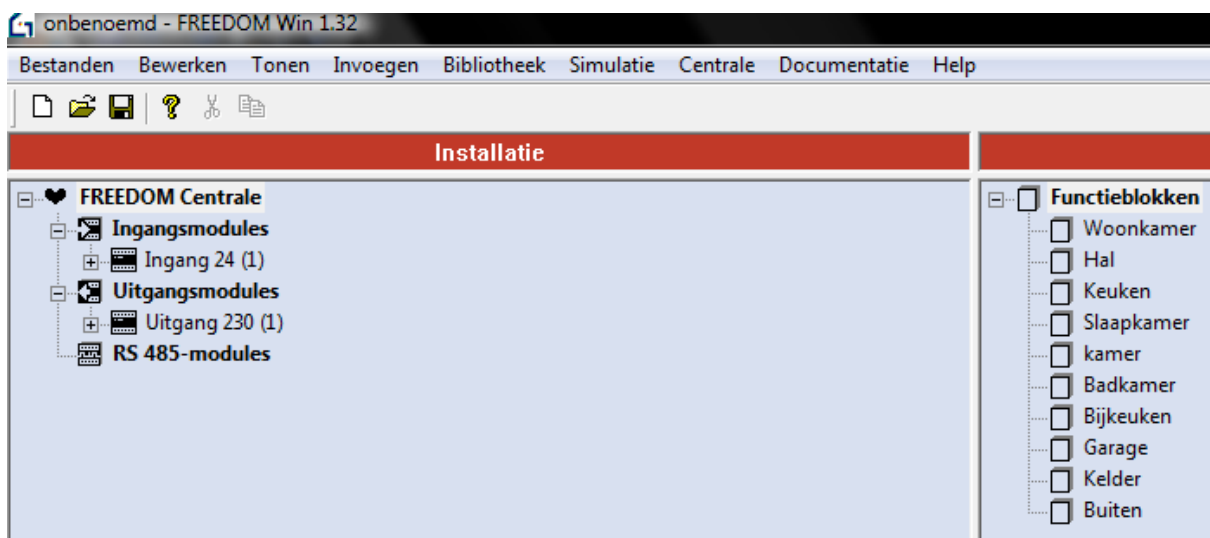 onbenoemd - FREEDOM Win 1.32
Bestanden Bewerken Tonen Invoegen Bibliotheek Simulatie Centrale Documentatie Help
Installatie
FREEDOM Centrale
Ingangsmodules
Ingang 24 (1)
Uitgangsmodules
Uitgang 230 (1)
RS 485-modules
Functieblokken
Woonkamer
Hal
Keuken
Slaapkamer
kamer
Badkamer
Bijkeuken
Garage
Kelder
Buiten